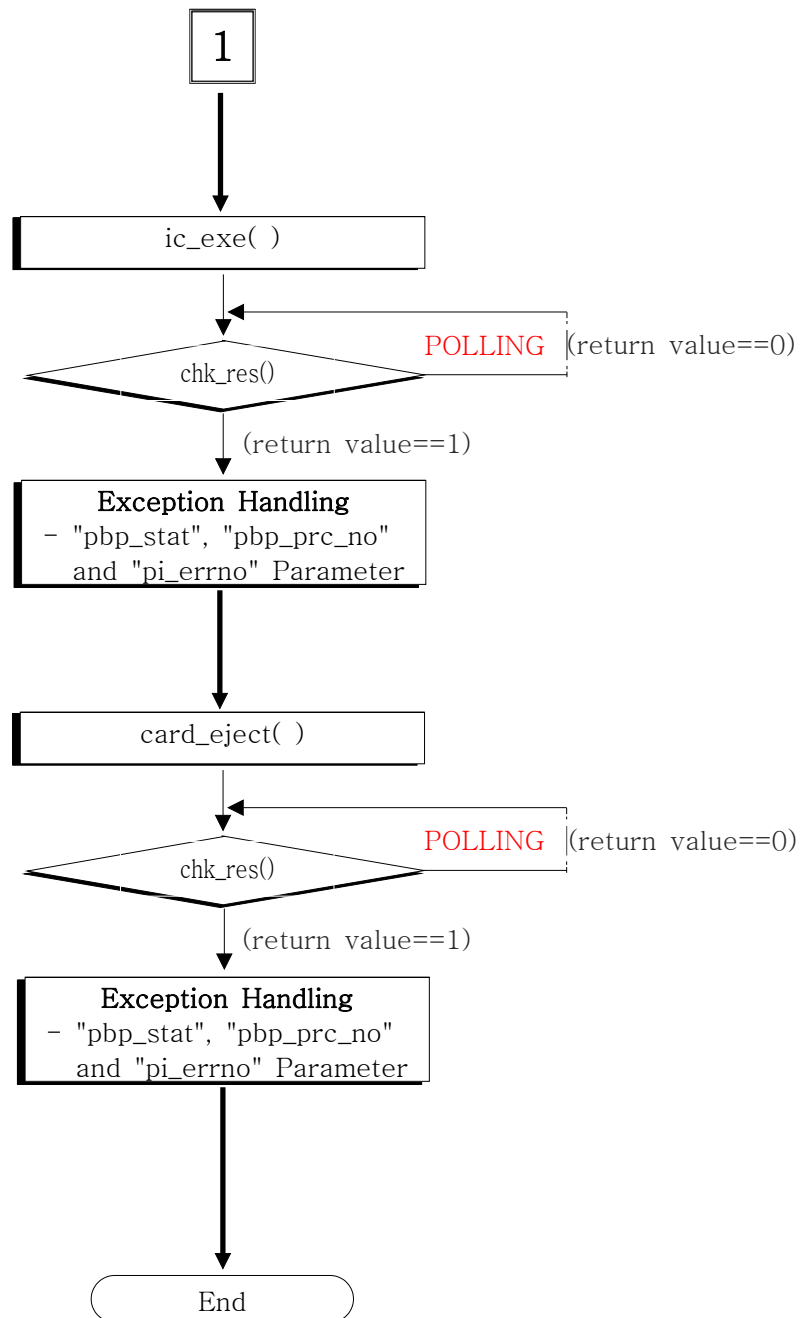 1
ic_exe( )
POLLING (return value==0)
chk_res()
(return value==1)
Exception Handling
- "pbp_stat", "pbp_prc_no"
and "pi_errno" Parameter
card_eject( )
POLLING (return value==0)
chk_res()
(return value==1)
Exception Handling
- "pbp_stat", "pbp_prc_no"
and "pi_errno" Parameter
End